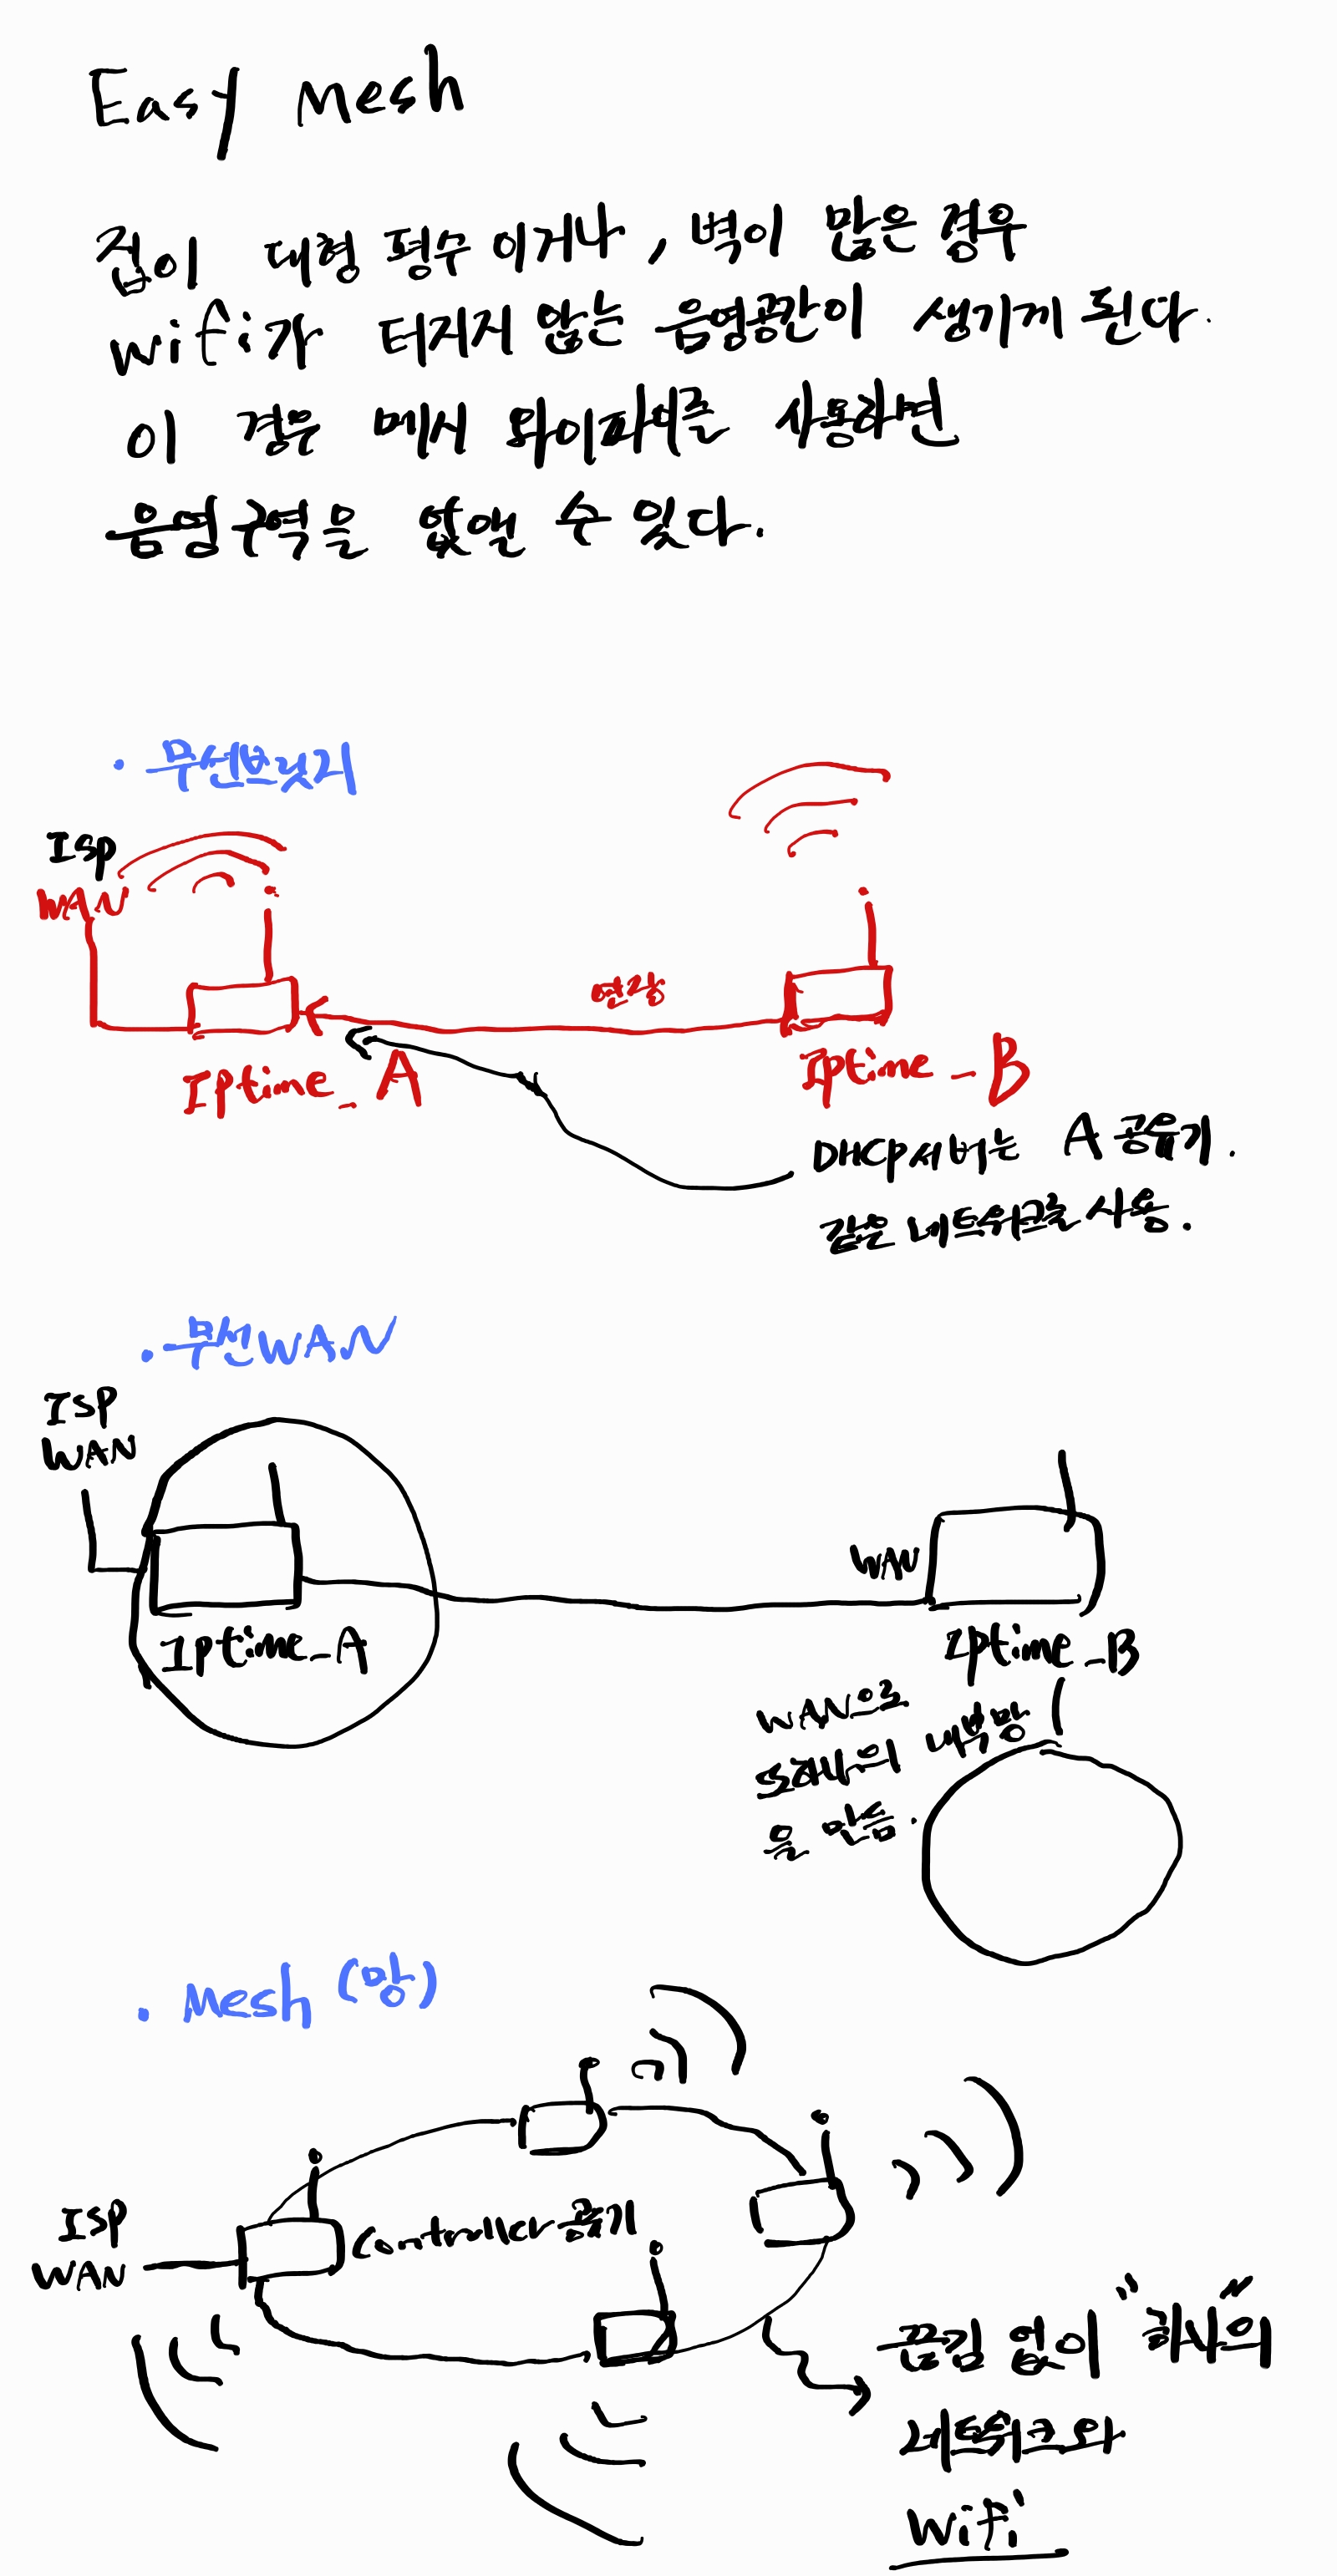 Easy Mesh
집이 대형 평수 이거나, 벽이 많은 경우
wifi가 터지지 않는 음영공간이 생기게 된다.
이 경우 메시 와이파이를 사용하면
음영구역을 없앨 수 있다.
· 무선브릿지
ISP
WAN
연장
Iptime_A
Iptime_B
DHCP서버는 A 공유기.
같은 네트워크를 사용.
· 무선WAN
ISP
WAN
WAN
Iptime_A
Iptime_B
WAN으로
또하나의 내부망
을 만듬.
· Mesh (망)
ISP
WAN
Controller 공유기
끊김 없이 "하나의"
네트워크와
Wifi